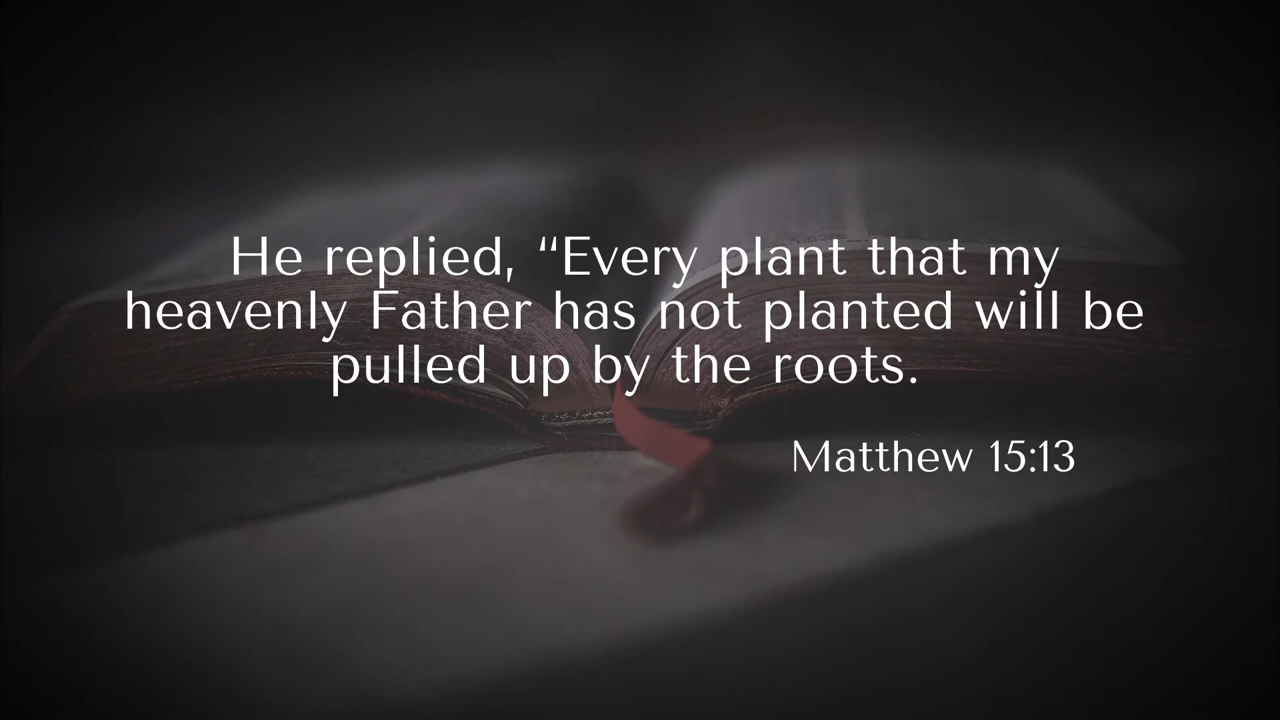 He replied, “Every plant that my
heavenly Father has not planted will be
pulled up by the roots.
Matthew 15:13